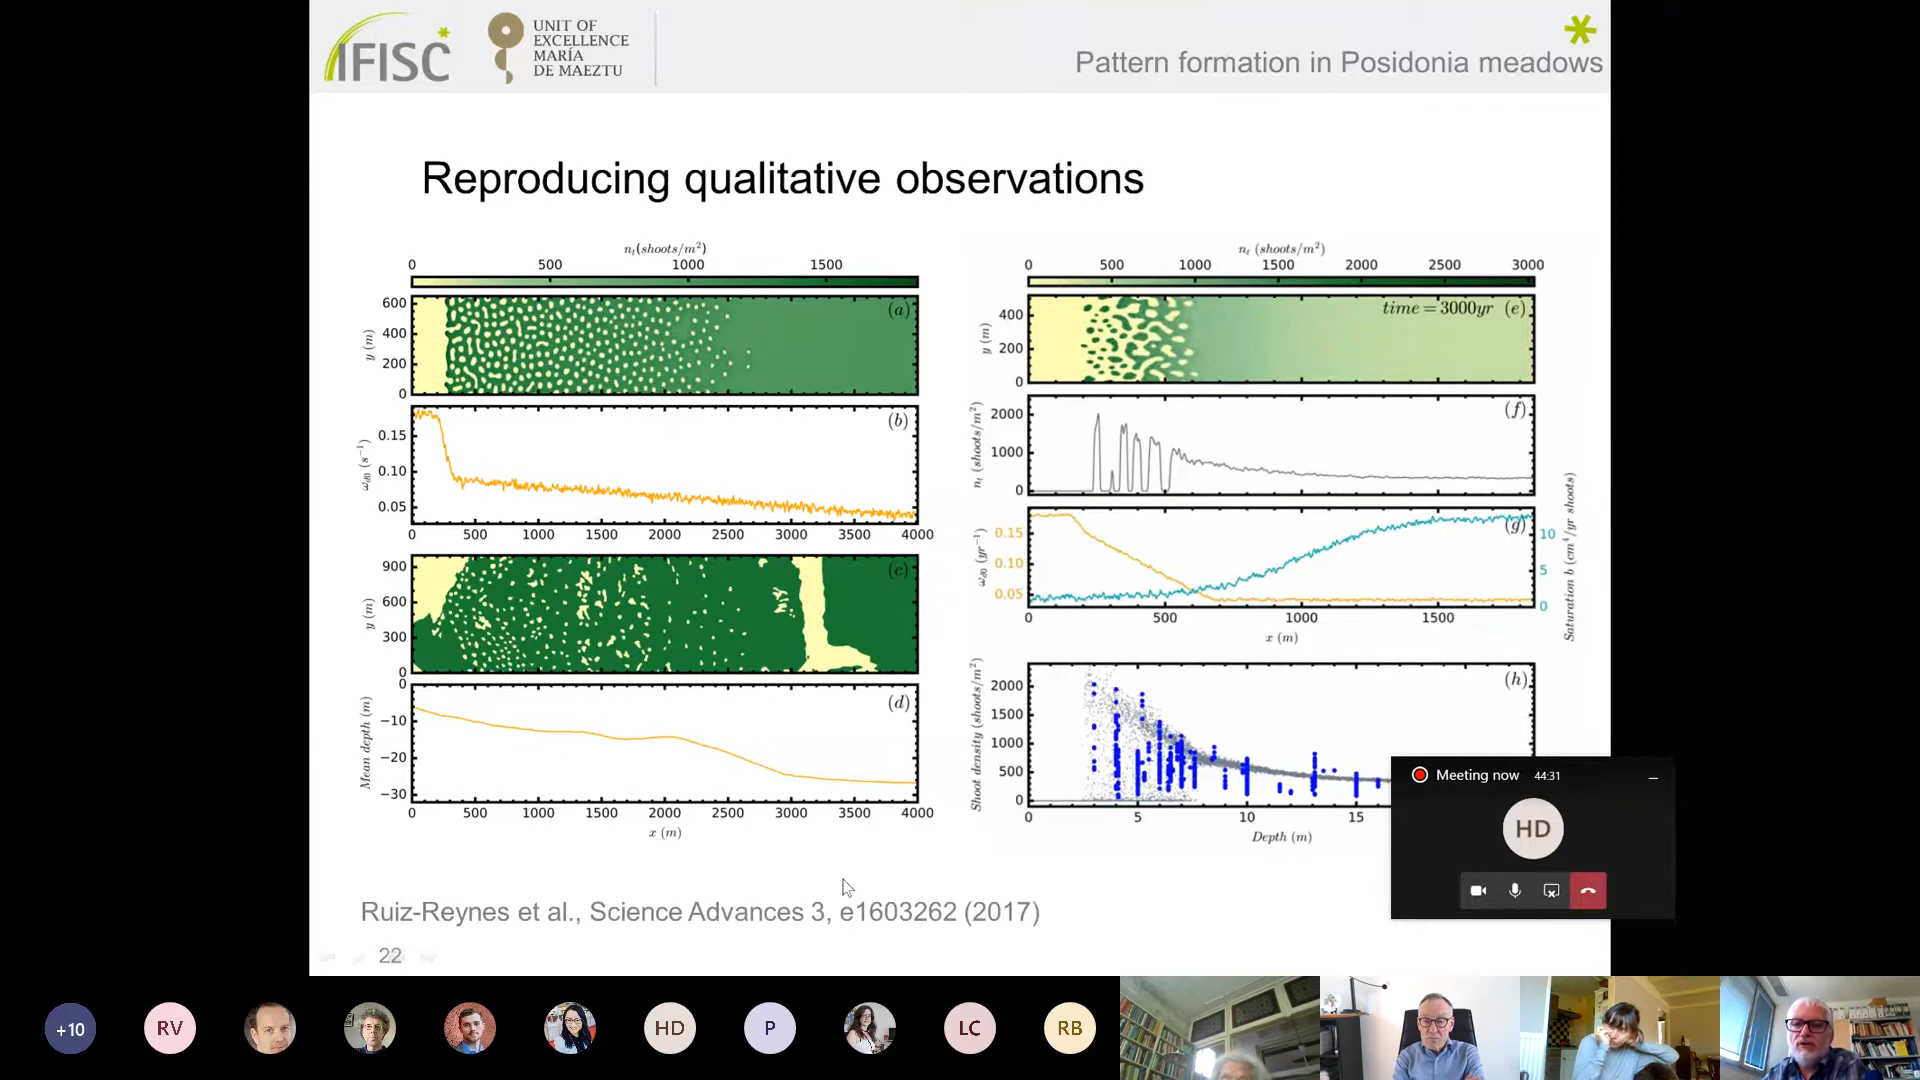 IFISC
UNIT OF
EXCELLENCE
MARÍA
DE MAEZTU
Pattern formation in Posidonia meadows
Reproducing qualitative observations
n_t(shoots/m²)
0 500 1000 1500
600
400
200
0
y (m)
(a)
0.15
0.10
0.05
ω_d0 (s⁻¹)
(b)
0 500 1000 1500 2000 2500 3000 3500 4000
900
600
300
0
y (m)
(c)
0
−10
−20
−30
Mean depth (m)
(d)
0 500 1000 1500 2000 2500 3000 3500 4000
x (m)
n_t (shoots/m²)
0 500 1000 1500 2000 2500 3000
400
200
0
y (m)
time = 3000yr (e)
2000
1000
0
n_t (shoots/m²)
(f)
0.15
0.10
0.05
ω_d0 (yr⁻¹)
(g)
10
5
0
Saturation b (cm⁴/yr shoots)
0 500 1000 1500
x (m)
2000
1500
1000
500
0
Shoot density (shoots/m²)
(h)
0 5 10 15
Depth (m)
Meeting now 44:31
HD
Ruiz-Reynes et al., Science Advances 3, e1603262 (2017)
22
+10 RV HD P LC RB